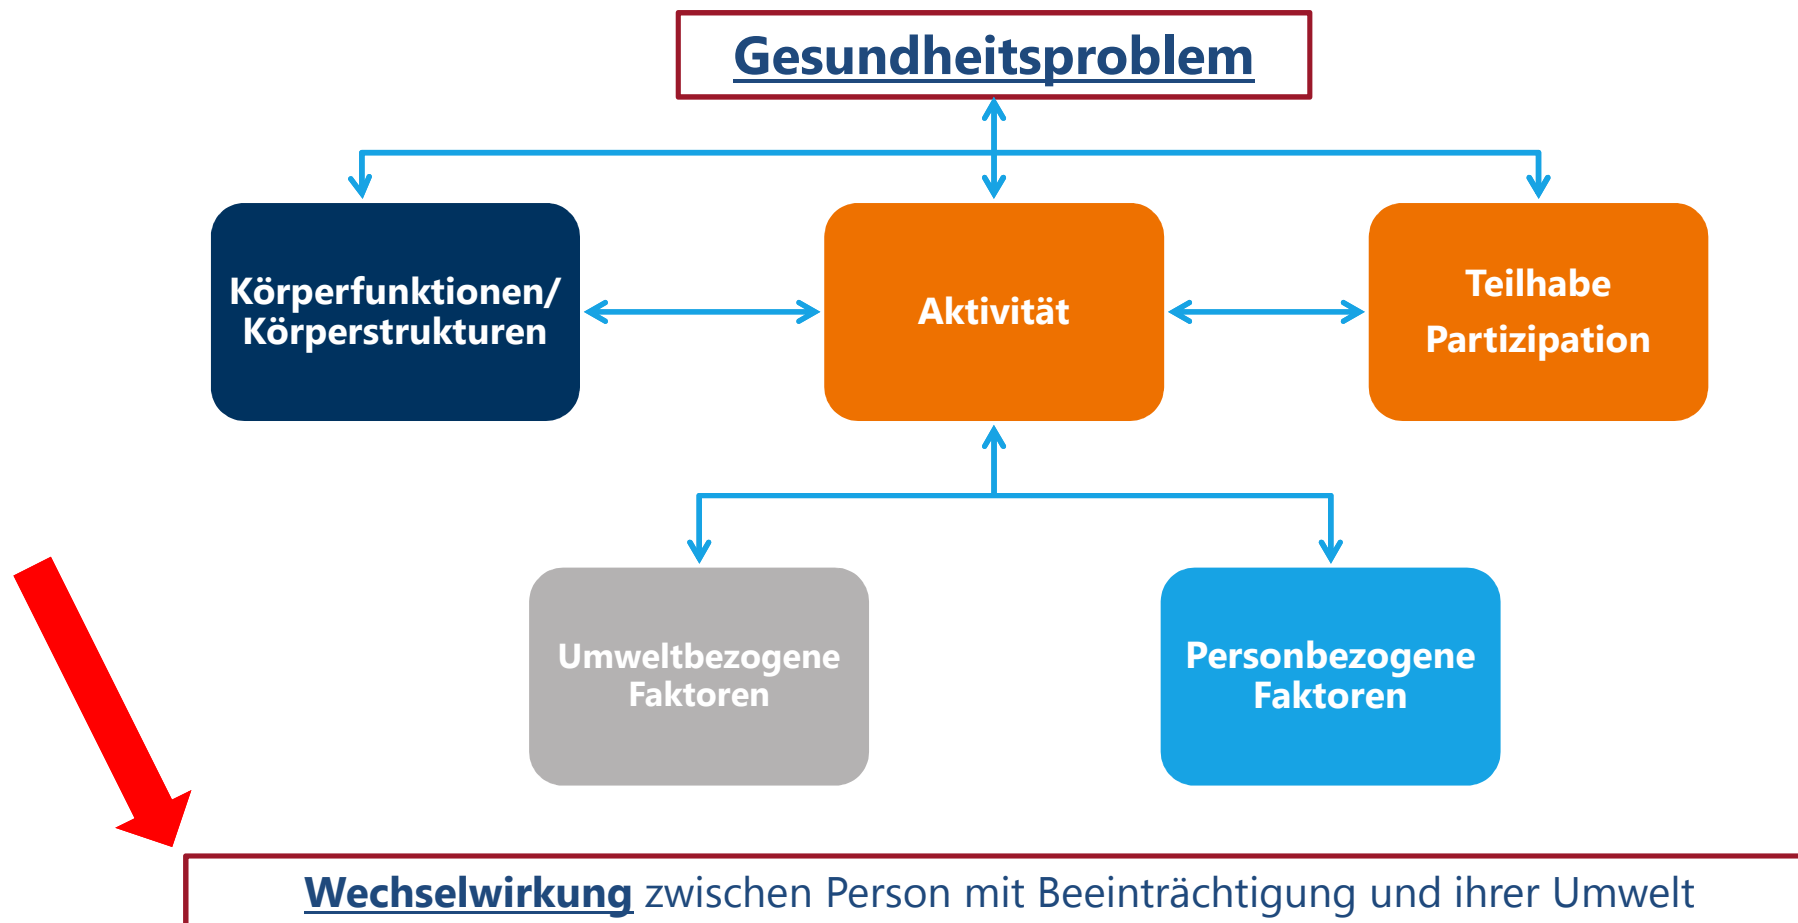 Gesundheitsproblem
Körperfunktionen/
Körperstrukturen
Aktivität
Teilhabe
Partizipation
Umweltbezogene
Faktoren
Personbezogene
Faktoren
Wechselwirkung zwischen Person mit Beeinträchtigung und ihrer Umwelt